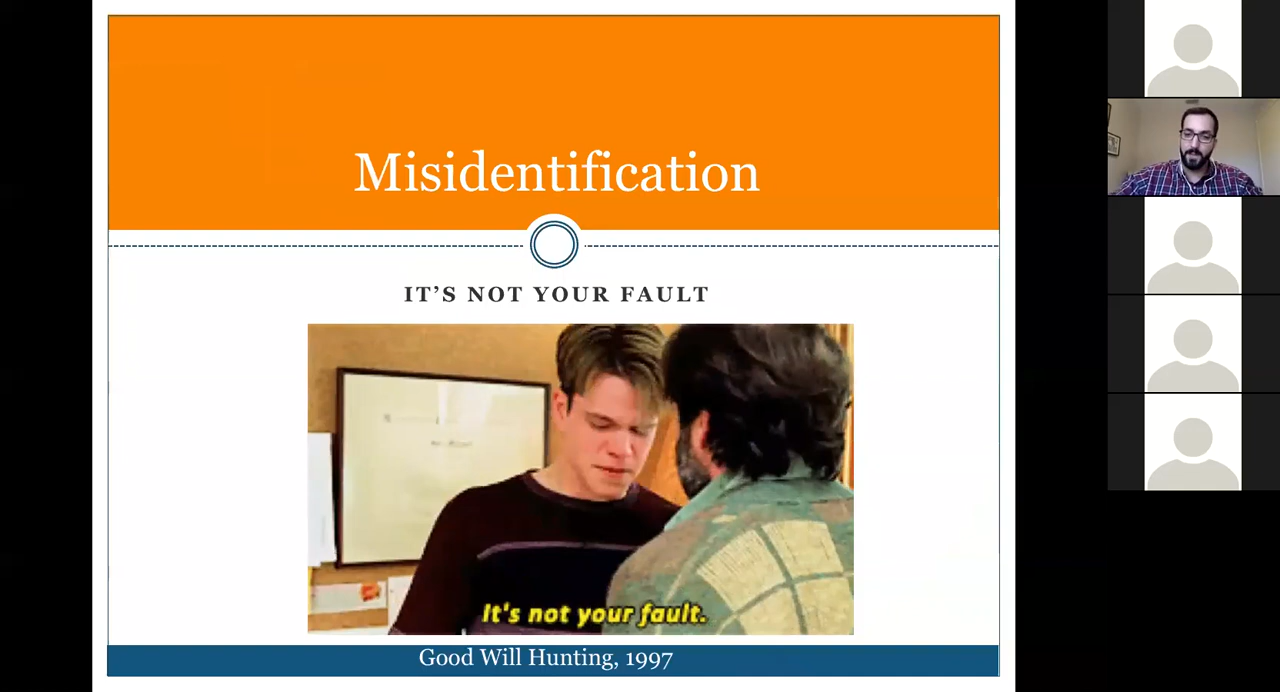 Misidentification
IT'S NOT YOUR FAULT
It's not your fault.
Good Will Hunting, 1997